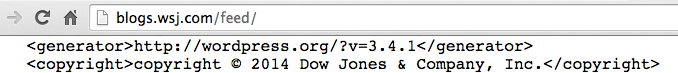 blogs.wsj.com/feed/
<generator>http://wordpress.org/?v=3.4.1</generator>
<copyright>copyright © 2014 Dow Jones & Company, Inc.</copyright>